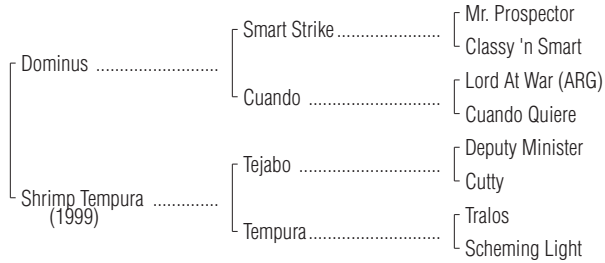 Mr. Prospector
Smart Strike ....................
Classy 'n Smart
Dominus ........................
Lord At War (ARG)
Cuando .........................
Cuando Quiere
Deputy Minister
Tejabo ...........................
Cutty
Shrimp Tempura .............
(1999)
Tralos
Tempura.........................
Scheming Light